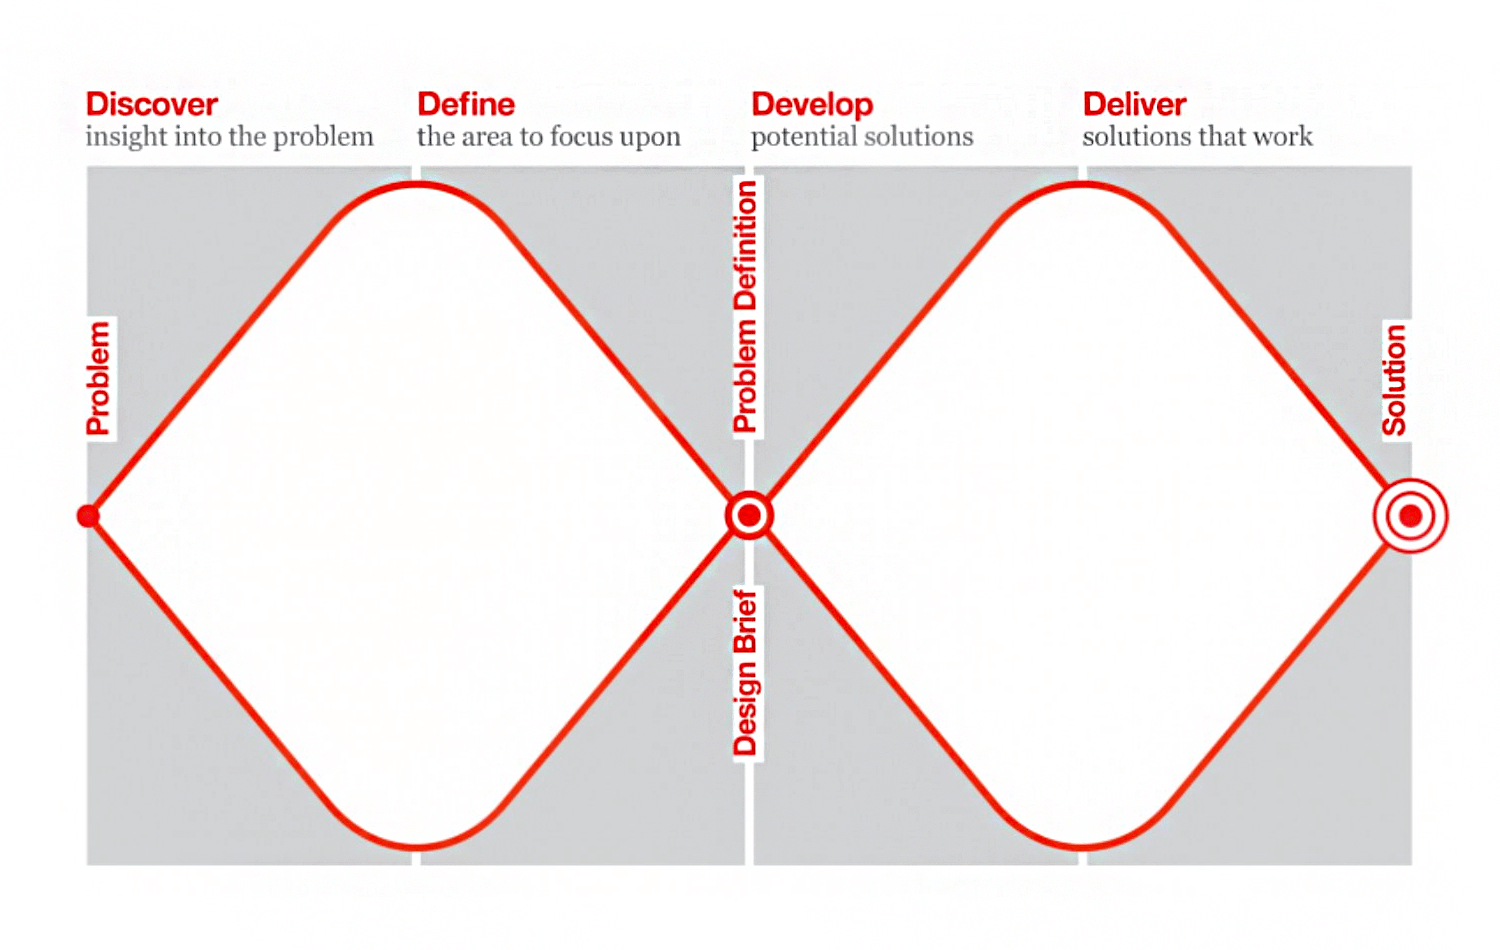 Discover
insight into the problem
Define
the area to focus upon
Develop
potential solutions
Deliver
solutions that work
Problem
Problem Definition
Design Brief
Solution